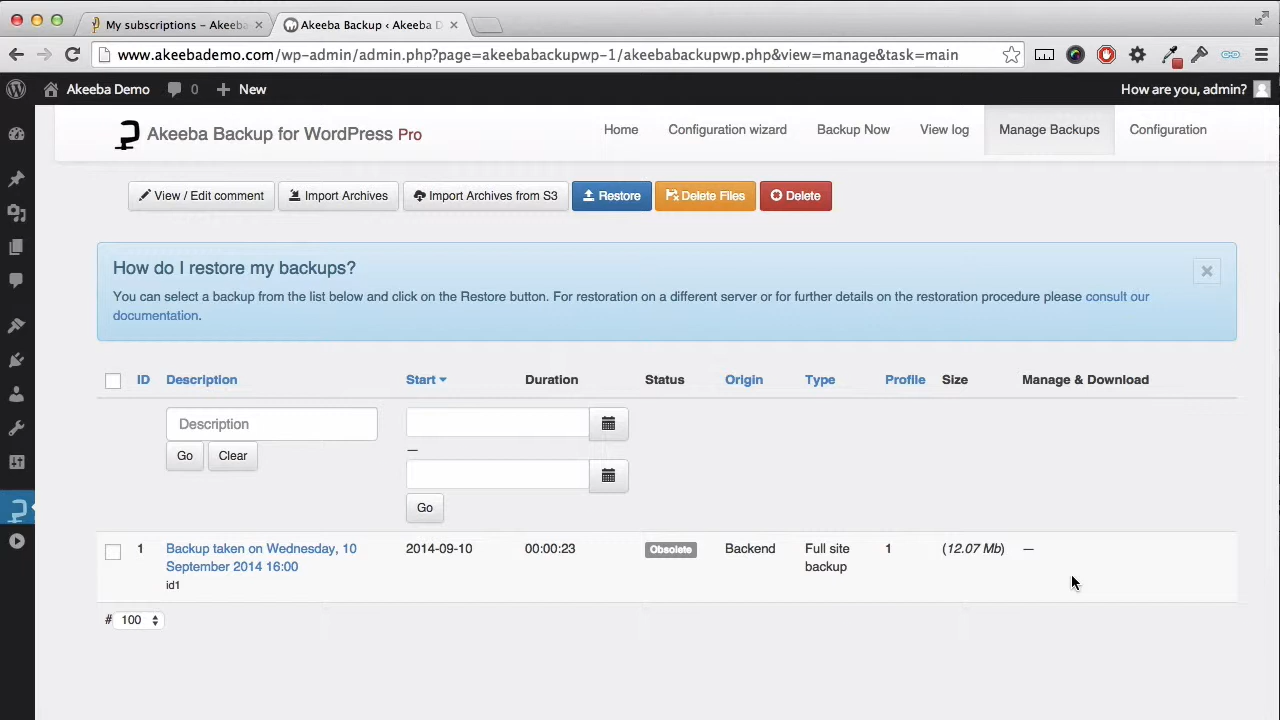 My subscriptions – Akeeba
Akeeba Backup ‹ Akeeba D
www.akeebademo.com/wp-admin/admin.php?page=akeebabackupwp-1/akeebabackupwp.php&view=manage&task=main
Akeeba Demo 0 New How are you, admin?
Akeeba Backup for WordPress Pro Home Configuration wizard Backup Now View log Manage Backups Configuration
View / Edit comment Import Archives Import Archives from S3 Restore Delete Files Delete
How do I restore my backups?
You can select a backup from the list below and click on the Restore button. For restoration on a different server or for further details on the restoration procedure please consult our
documentation.
ID Description Start Duration Status Origin Type Profile Size Manage & Download
Description
—
Go Clear
Go
1 Backup taken on Wednesday, 10 2014-09-10 00:00:23 Obsolete Backend Full site 1 (12.07 Mb) —
September 2014 16:00 backup
id1
# 100